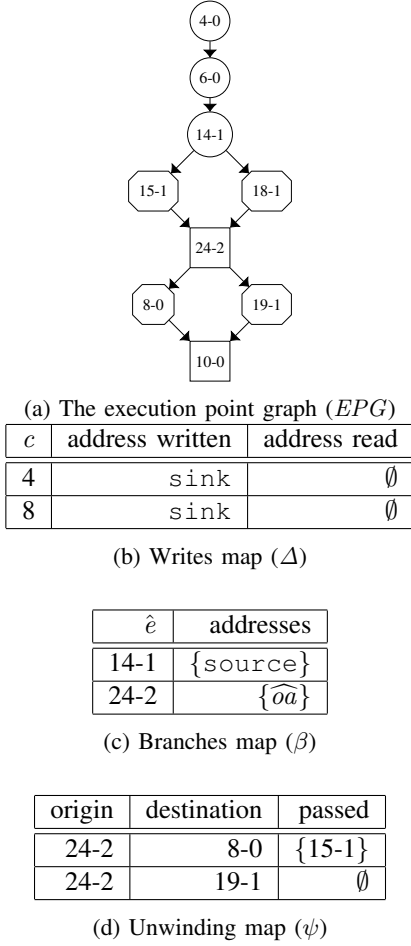 4-0
6-0
14-1
15-1 18-1
24-2
8-0 19-1
10-0
(a) The execution point graph (EPG)
c address written address read
4 sink ∅
8 sink ∅
(b) Writes map (Δ)
ê addresses
14-1 {source}
24-2 {o͡a}
(c) Branches map (β)
origin destination passed
24-2 8-0 {15-1}
24-2 19-1 ∅
(d) Unwinding map (ψ)